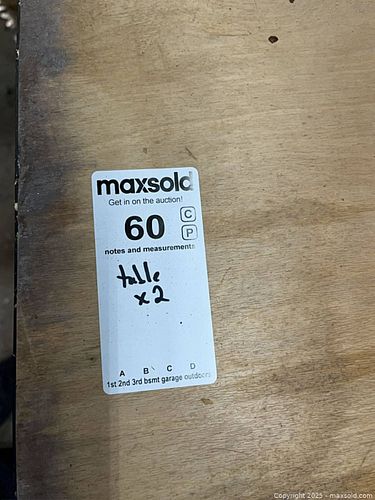 maxsold
Get in on the auction!
60
C
P
notes and measurements
table
x2
A B C D
1st 2nd 3rd bsmt garage outdoors
Copyright 2025 - maxsold.com